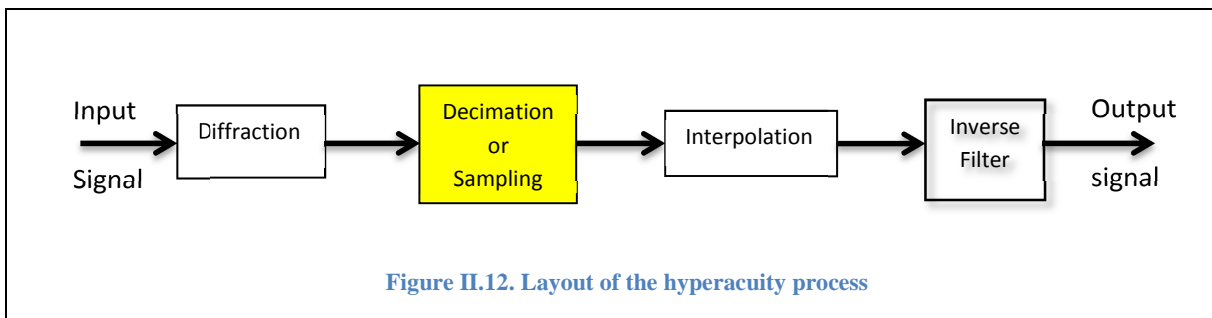 Input
Signal
Diffraction
Decimation
or
Sampling
Interpolation
Inverse
Filter
Output
signal
Figure II.12. Layout of the hyperacuity process